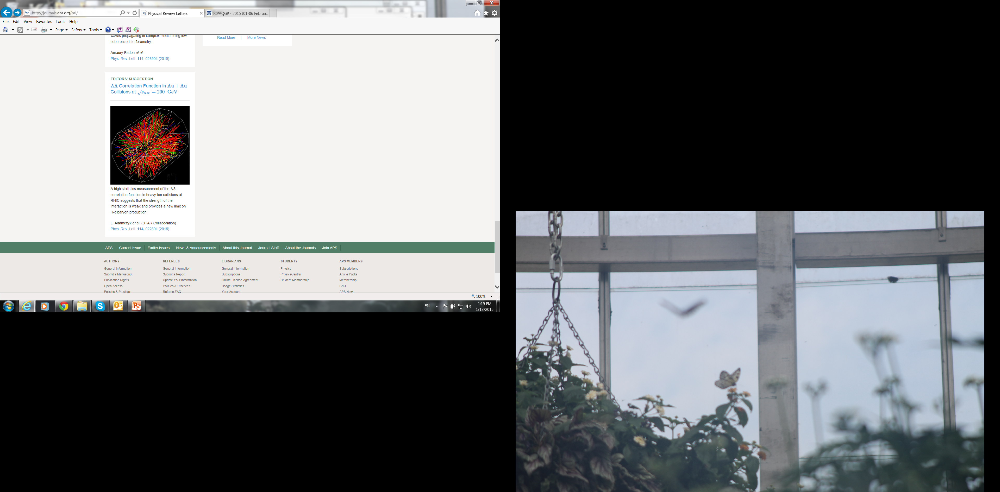 http://journals.aps.org/prl/
Physical Review Letters
ICPAQGP - 2015 (01-06 Februa...
File Edit View Favorites Tools Help
Page Safety Tools
waves propagating in complex media using low
coherence interferometry.
Amaury Badon et al.
Phys. Rev. Lett. 114, 023901 (2015)
Read More | More News
EDITORS' SUGGESTION
ΛΛ Correlation Function in Au + Au
Collisions at √sNN = 200 GeV
A high statistics measurement of the ΛΛ
correlation function in heavy-ion collisions at
RHIC suggests that the strength of the
interaction is weak and provides a new limit on
H-dibaryon production.
L. Adamczyk et al. (STAR Collaboration)
Phys. Rev. Lett. 114, 022301 (2015)
APS Current Issue Earlier Issues News & Announcements About this Journal Journal Staff About the Journals Join APS
AUTHORS REFEREES LIBRARIANS STUDENTS APS MEMBERS
General Information General Information General Information Physics Subscriptions
Submit a Manuscript Submit a Report Subscriptions PhysicsCentral Article Packs
Publication Rights Update Your Information Online License Agreement Student Membership Membership
Open Access Policies & Practices Usage Statistics FAQ
Policies & Practices Referee FAQ Your Account APS News
100%
EN
1:19 PM
1/18/2015